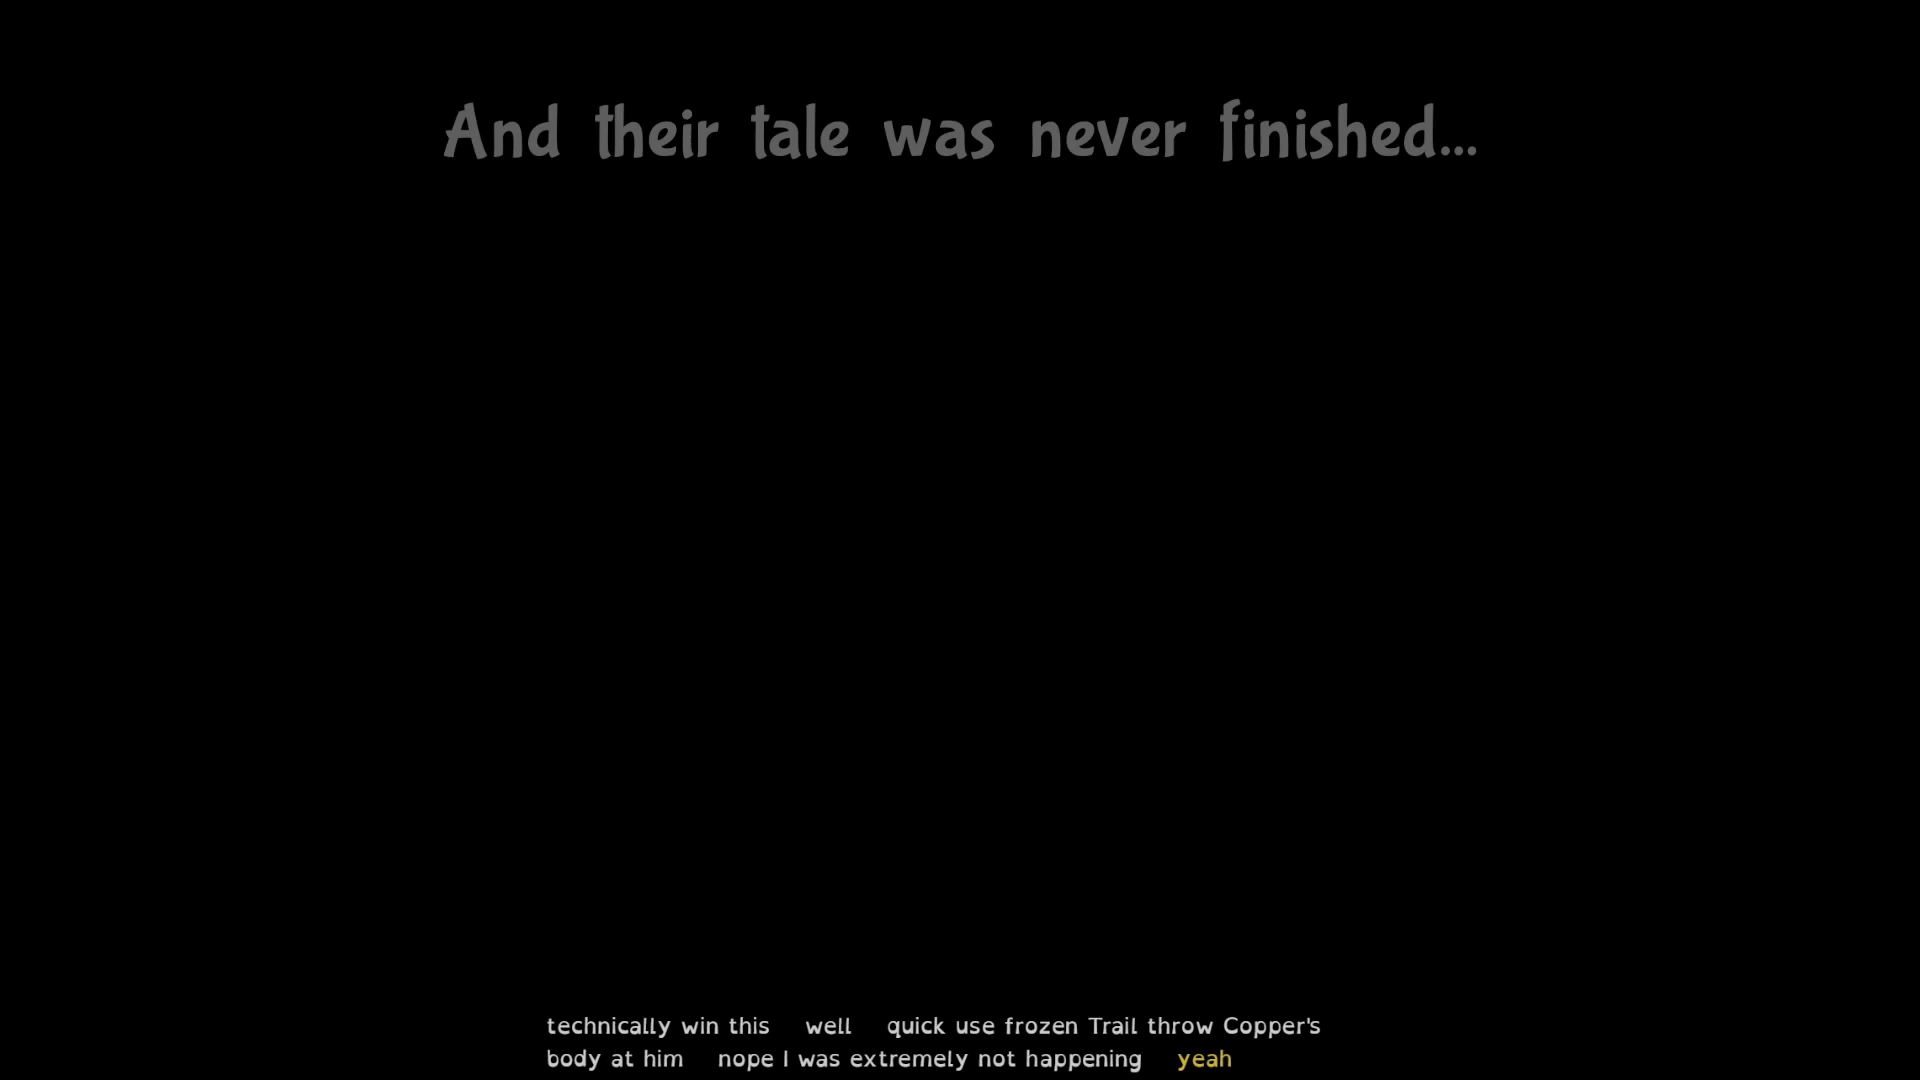 And their tale was never finished...
technically win this well quick use frozen Trail throw Copper's
body at him nope I was extremely not happening yeah